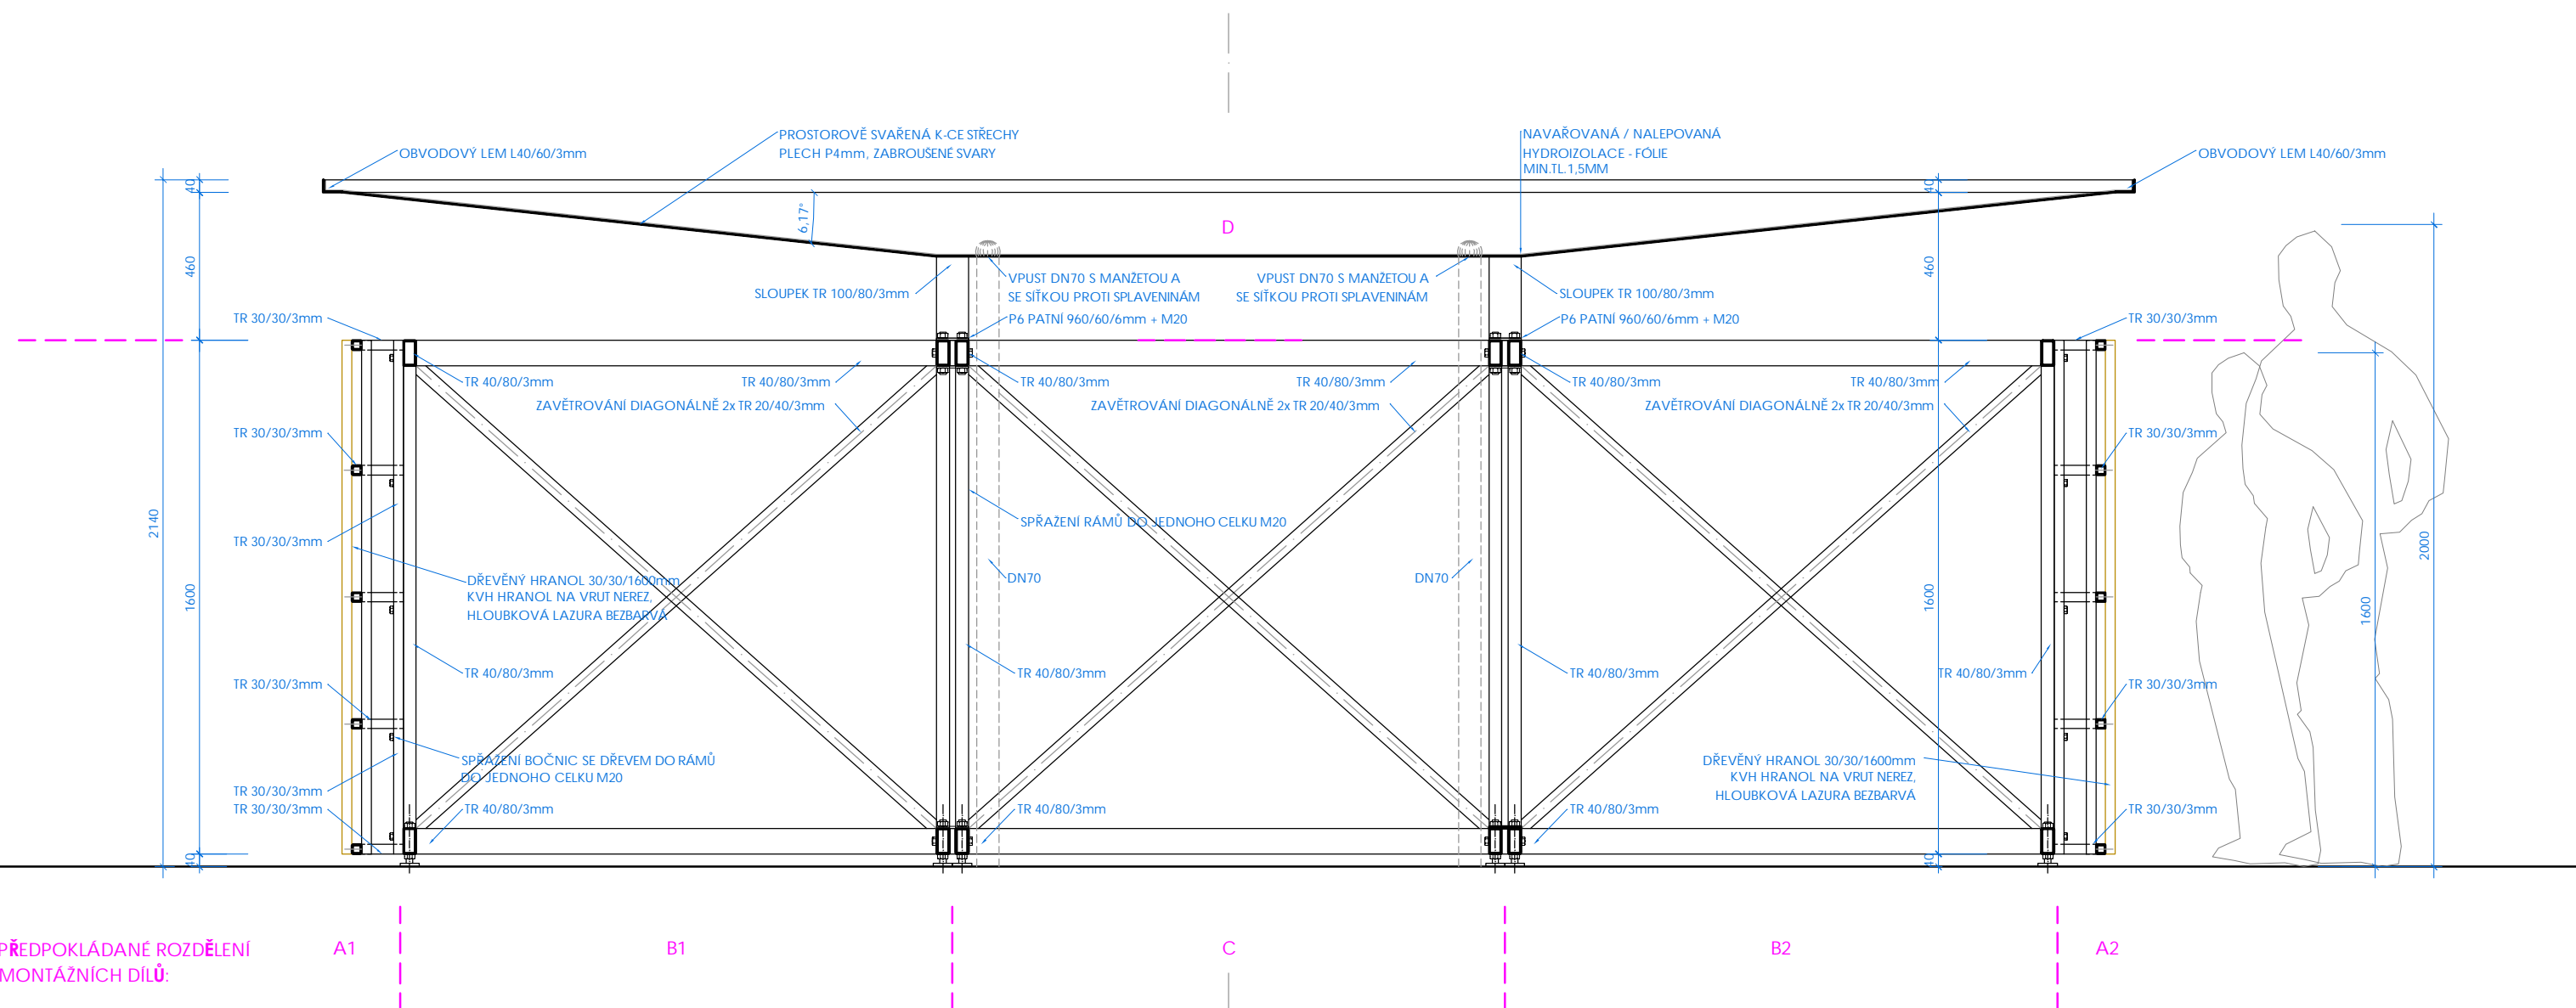 PROSTOROVĚ SVAŘENÁ K-CE STŘECHY
PLECH P4mm, ZABROUŠENÉ SVARY
NAVAŘOVANÁ / NALEPOVANÁ
HYDROIZOLACE - FÓLIE
MIN.TL.1,5MM
OBVODOVÝ LEM L40/60/3mm
OBVODOVÝ LEM L40/60/3mm
40
40
6,17°
D
460
460
2000
VPUST DN70 S MANŽETOU A
SE SÍŤKOU PROTI SPLAVENINÁM
VPUST DN70 S MANŽETOU A
SE SÍŤKOU PROTI SPLAVENINÁM
SLOUPEK TR 100/80/3mm
SLOUPEK TR 100/80/3mm
TR 30/30/3mm
P6 PATNÍ 960/60/6mm + M20
P6 PATNÍ 960/60/6mm + M20
TR 30/30/3mm
TR 40/80/3mm
TR 40/80/3mm
TR 40/80/3mm
TR 40/80/3mm
TR 40/80/3mm
TR 40/80/3mm
ZAVĚTROVÁNÍ DIAGONÁLNĚ 2x TR 20/40/3mm
ZAVĚTROVÁNÍ DIAGONÁLNĚ 2x TR 20/40/3mm
ZAVĚTROVÁNÍ DIAGONÁLNĚ 2x TR 20/40/3mm
TR 30/30/3mm
TR 30/30/3mm
2140
SPŘAŽENÍ RÁMŮ DO JEDNOHO CELKU M20
TR 30/30/3mm
1600
1600
1600
DŘEVĚNÝ HRANOL 30/30/1600mm
KVH HRANOL NA VRUT NEREZ,
HLOUBKOVÁ LAZURA BEZBARVÁ
DN70
DN70
TR 40/80/3mm
TR 40/80/3mm
TR 40/80/3mm
TR 40/80/3mm
TR 30/30/3mm
TR 30/30/3mm
SPŘAŽENÍ BOČNIC SE DŘEVEM DO RÁMŮ
DO JEDNOHO CELKU M20
DŘEVĚNÝ HRANOL 30/30/1600mm
KVH HRANOL NA VRUT NEREZ,
HLOUBKOVÁ LAZURA BEZBARVÁ
TR 30/30/3mm
TR 30/30/3mm
TR 40/80/3mm
TR 40/80/3mm
TR 40/80/3mm
TR 30/30/3mm
40
40
PŘEDPOKLÁDANÉ ROZDĚLENÍ
MONTÁŽNÍCH DÍLŮ:
A1
B1
C
B2
A2